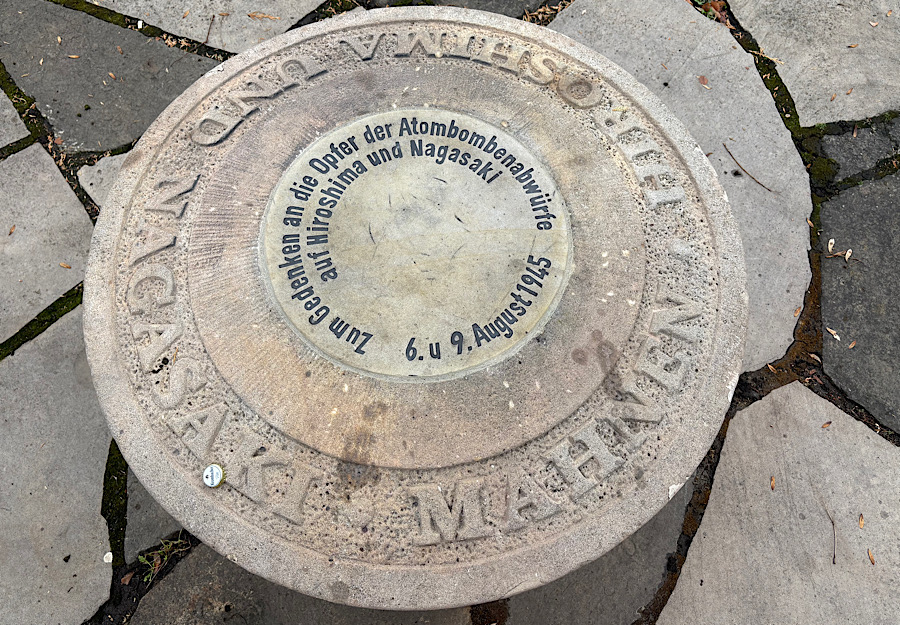 HIROSHIMA UND NAGASAKI MAHNEN
Zum Gedenken an die Opfer der Atombombenabwürfe
auf Hiroshima und Nagasaki
6. u 9. August 1945